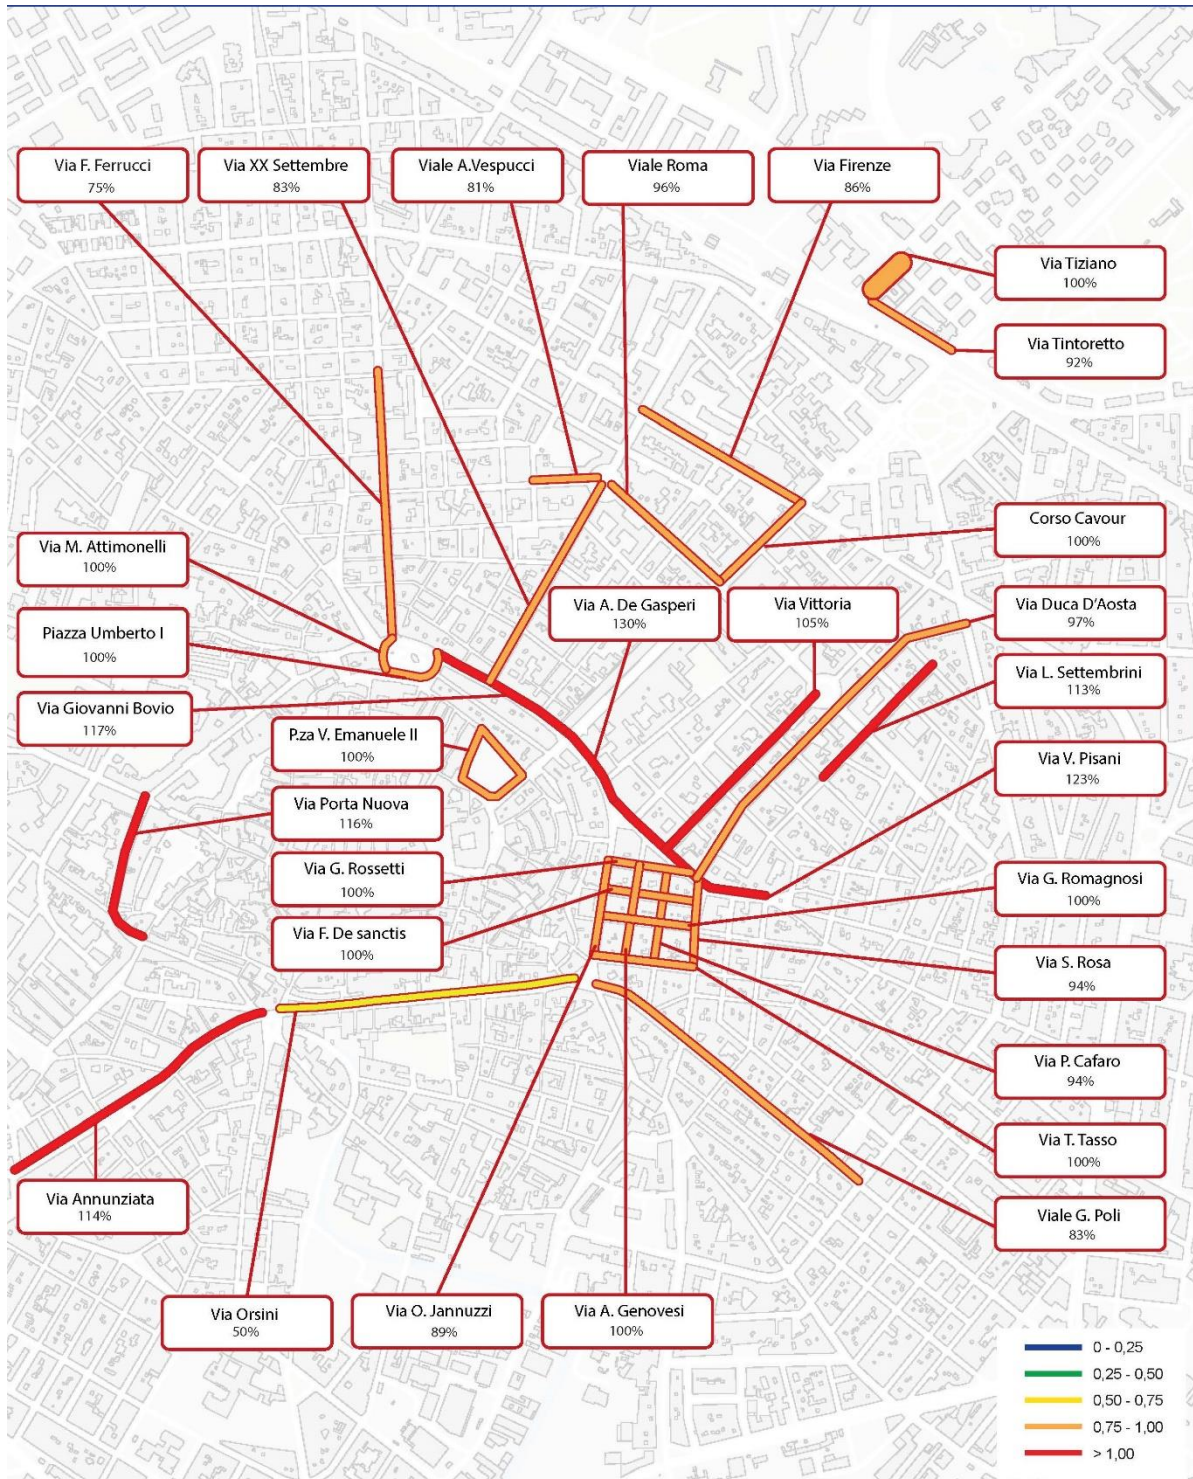 Via F. Ferrucci
75%
Via XX Settembre
83%
Viale A.Vespucci
81%
Viale Roma
96%
Via Firenze
86%
Via Tiziano
100%
Via Tintoretto
92%
Corso Cavour
100%
Via M. Attimonelli
100%
Via A. De Gasperi
130%
Via Vittoria
105%
Via Duca D'Aosta
97%
Piazza Umberto I
100%
Via L. Settembrini
113%
Via Giovanni Bovio
117%
P.za V. Emanuele II
100%
Via V. Pisani
123%
Via Porta Nuova
116%
Via G. Rossetti
100%
Via G. Romagnosi
100%
Via F. De sanctis
100%
Via S. Rosa
94%
Via P. Cafaro
94%
Via T. Tasso
100%
Via Annunziata
114%
Viale G. Poli
83%
Via Orsini
50%
Via O. Jannuzzi
89%
Via A. Genovesi
100%
0 - 0,25
0,25 - 0,50
0,50 - 0,75
0,75 - 1,00
> 1,00